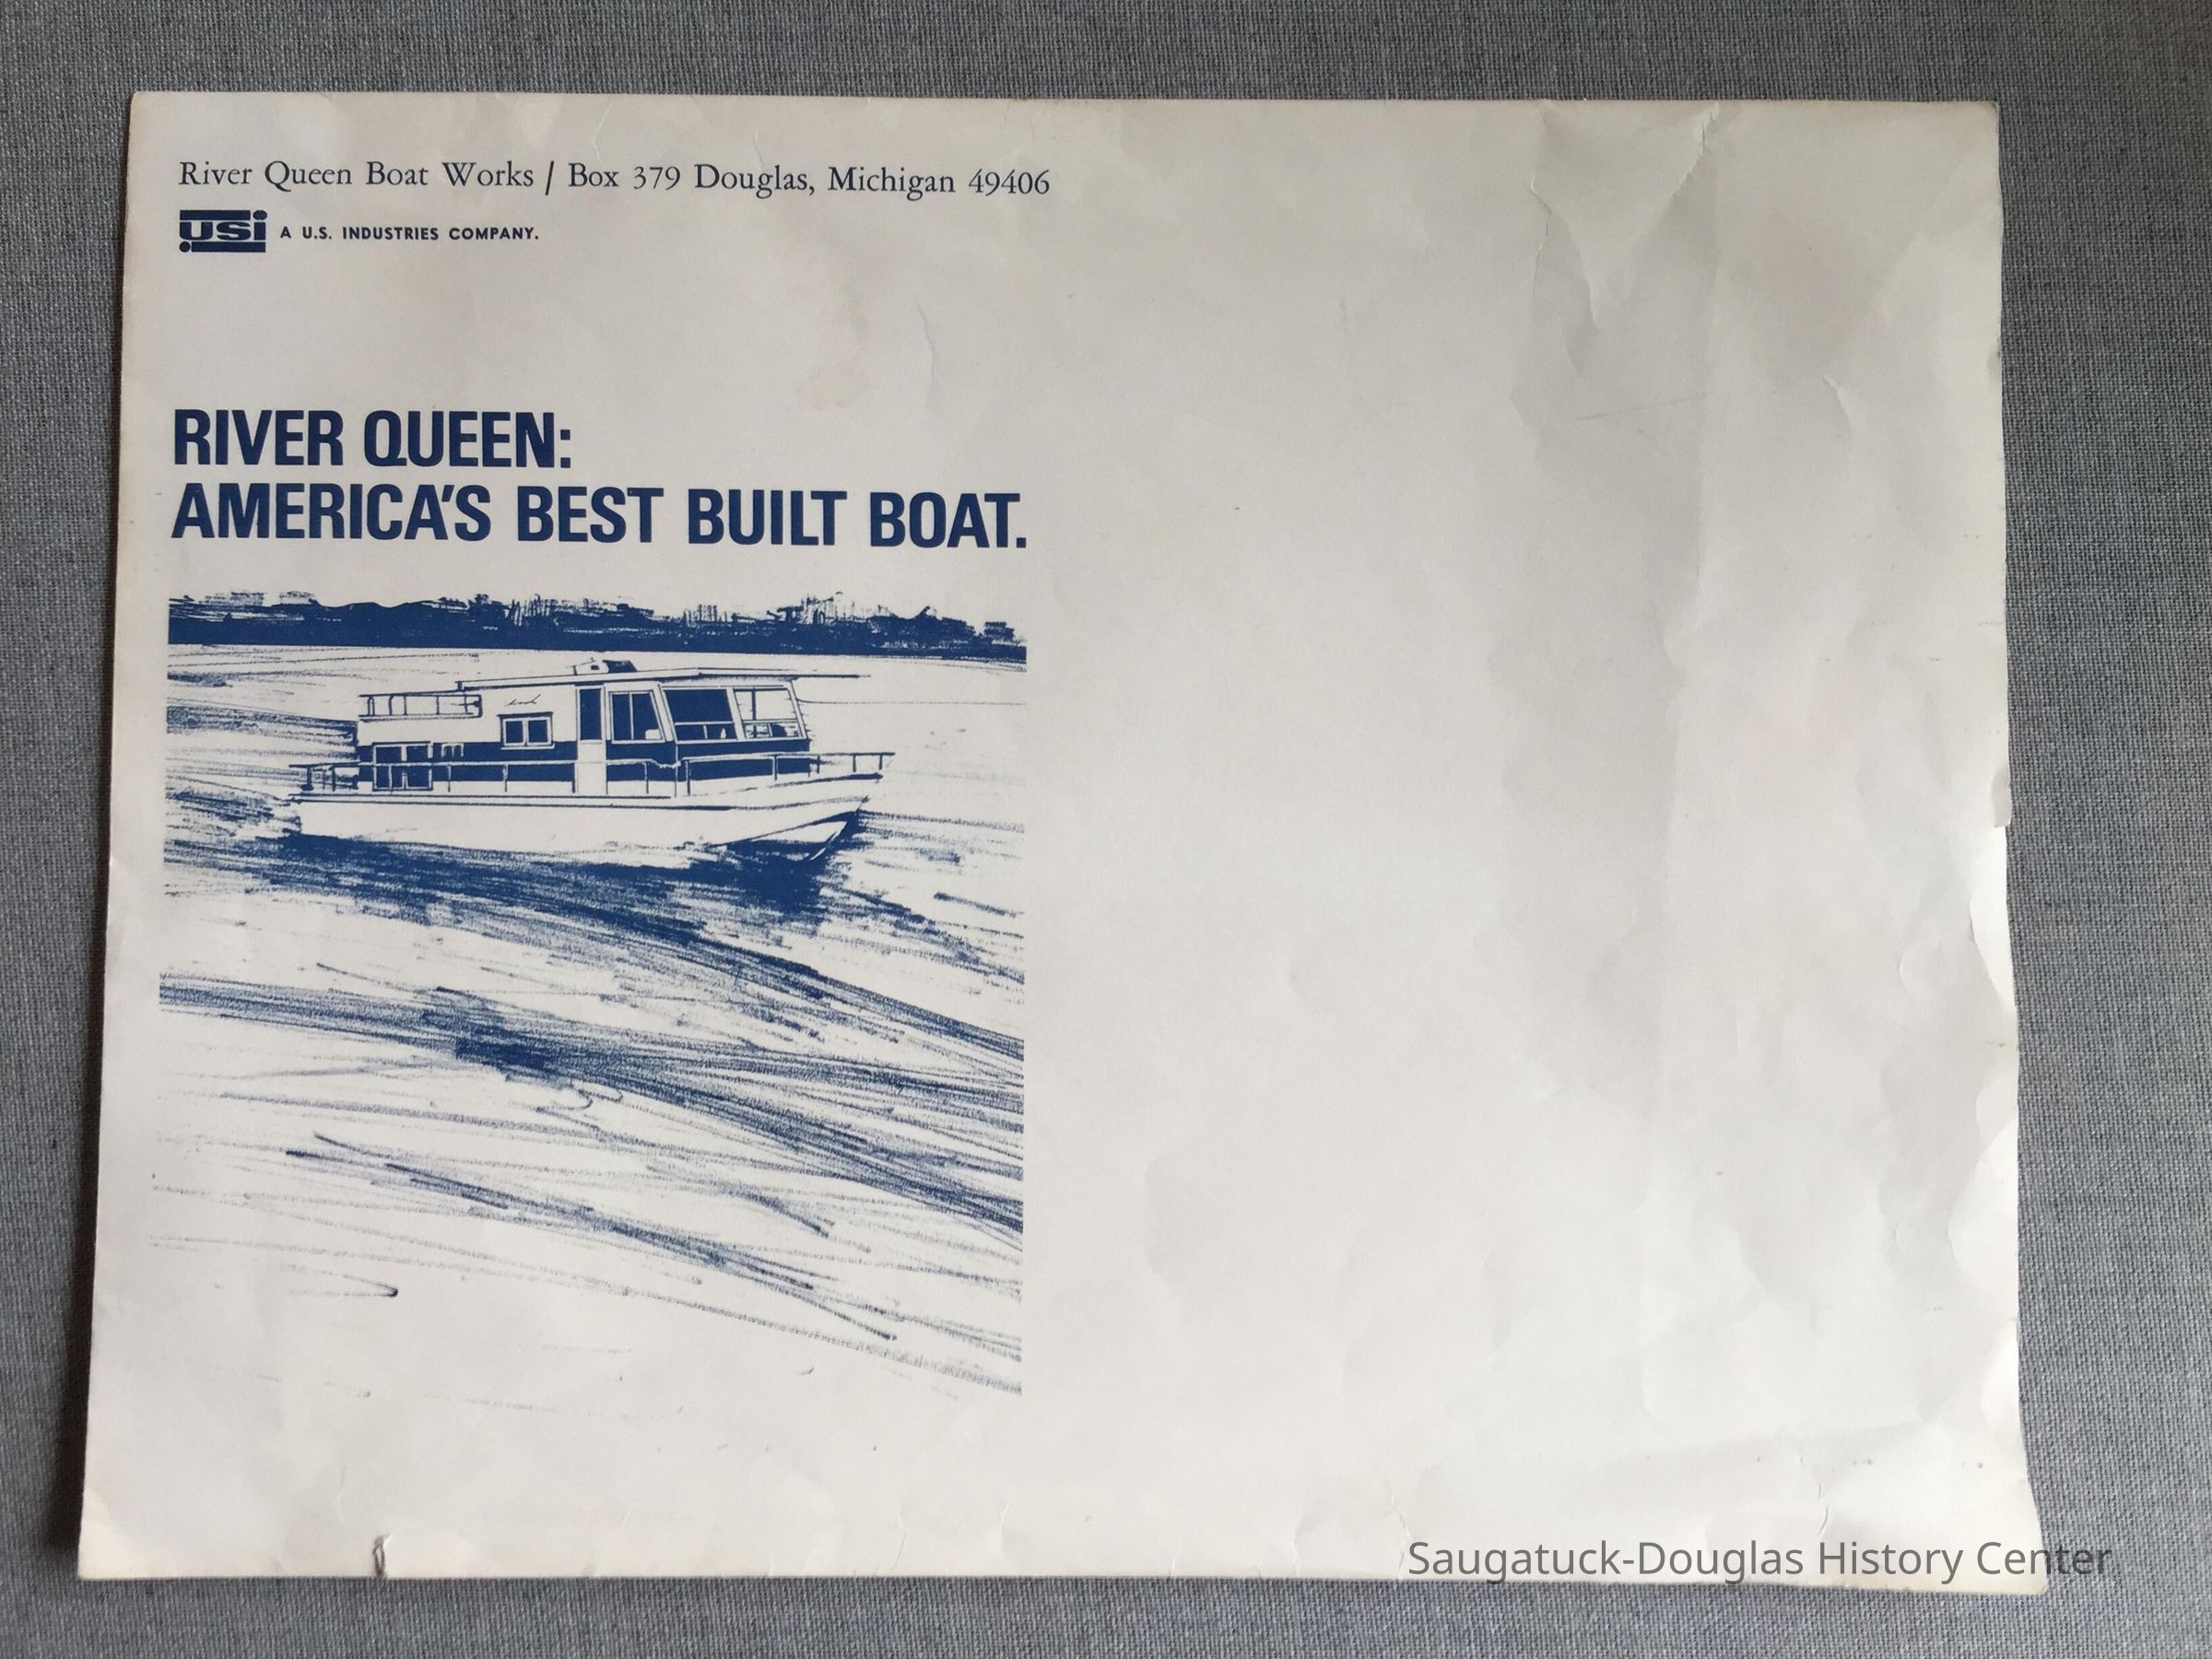 River Queen Boat Works / Box 379 Douglas, Michigan 49406
USi A U.S. INDUSTRIES COMPANY.
RIVER QUEEN:
AMERICA'S BEST BUILT BOAT.
Saugatuck-Douglas History Center